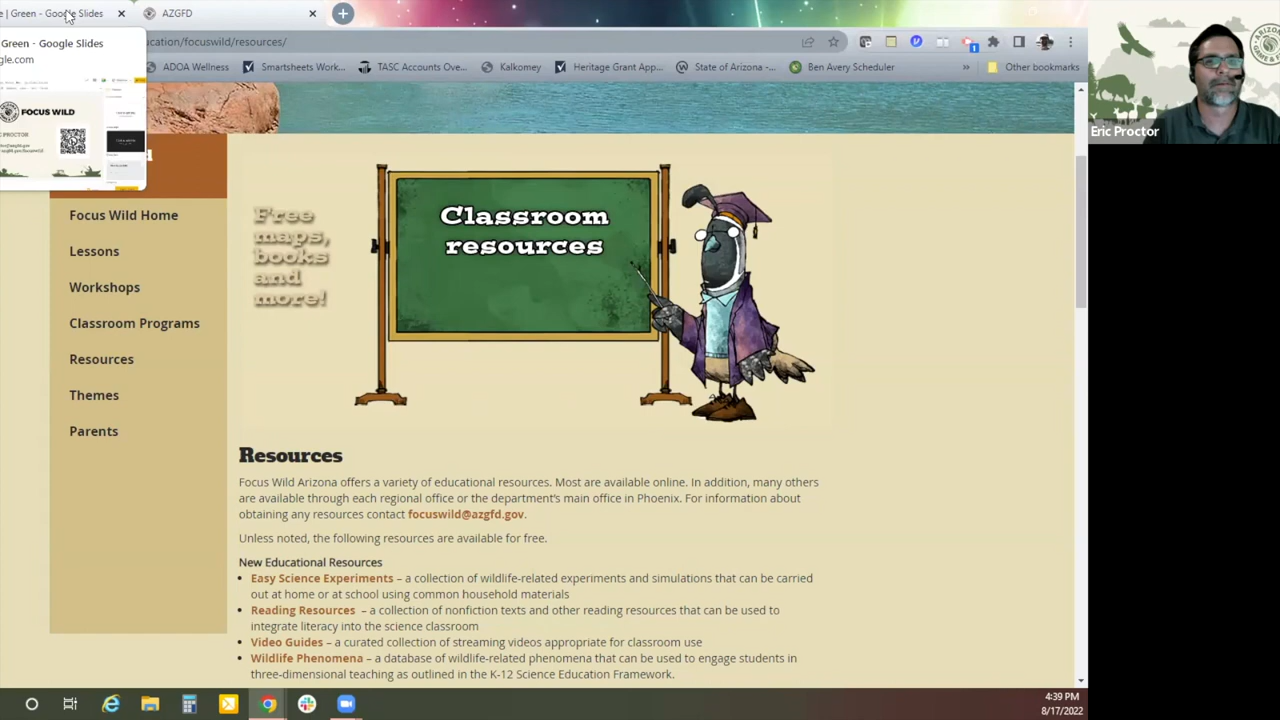 e | Green - Google Slides
AZGFD
Green - Google Slides
gle.com
ucation/focuswild/resources/
ADOA Wellness
Smartsheets Work...
TASC Accounts Ove...
Kalkomey
Heritage Grant App...
State of Arizona -...
Ben Avery Scheduler
»
Other bookmarks
FOCUS WILD
PROCTOR
Focus Wild Home
Lessons
Workshops
Classroom Programs
Resources
Themes
Parents
Free
maps,
books
and
more!
Classroom
resources
Resources
Focus Wild Arizona offers a variety of educational resources. Most are available online. In addition, many others
are available through each regional office or the department's main office in Phoenix. For information about
obtaining any resources contact focuswild@azgfd.gov.
Unless noted, the following resources are available for free.
New Educational Resources
• Easy Science Experiments – a collection of wildlife-related experiments and simulations that can be carried
out at home or at school using common household materials
• Reading Resources – a collection of nonfiction texts and other reading resources that can be used to
integrate literacy into the science classroom
• Video Guides – a curated collection of streaming videos appropriate for classroom use
• Wildlife Phenomena – a database of wildlife-related phenomena that can be used to engage students in
three-dimensional teaching as outlined in the K-12 Science Education Framework.
Eric Proctor
4:39 PM
8/17/2022